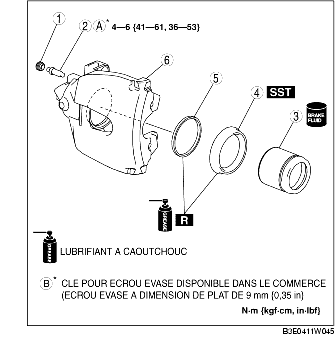 1
2 A* 4—6 {41—61, 36—53}
6
5
4 SST
3
BRAKE
FLUID
GREASE
R
GREASE
LUBRIFIANT A CAOUTCHOUC
B* CLE POUR ECROU EVASE DISPONIBLE DANS LE COMMERCE
(ECROU EVASE A DIMENSION DE PLAT DE 9 mm {0,35 in)
N·m {kgf·cm, in·lbf}
B3E0411W045